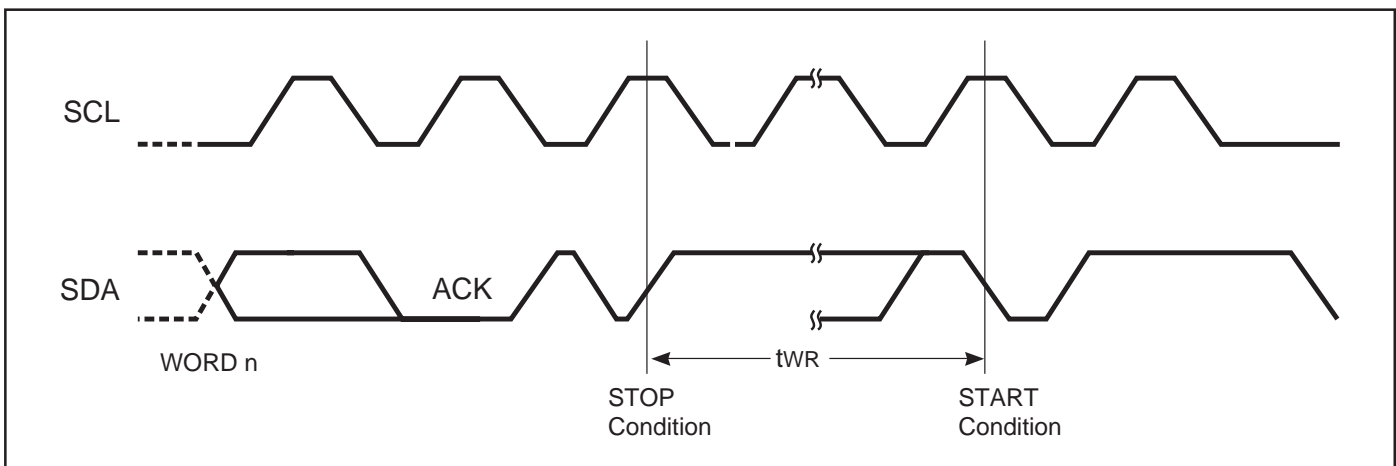 SCL
SDA
ACK
WORD n
tWR
STOP
Condition
START
Condition